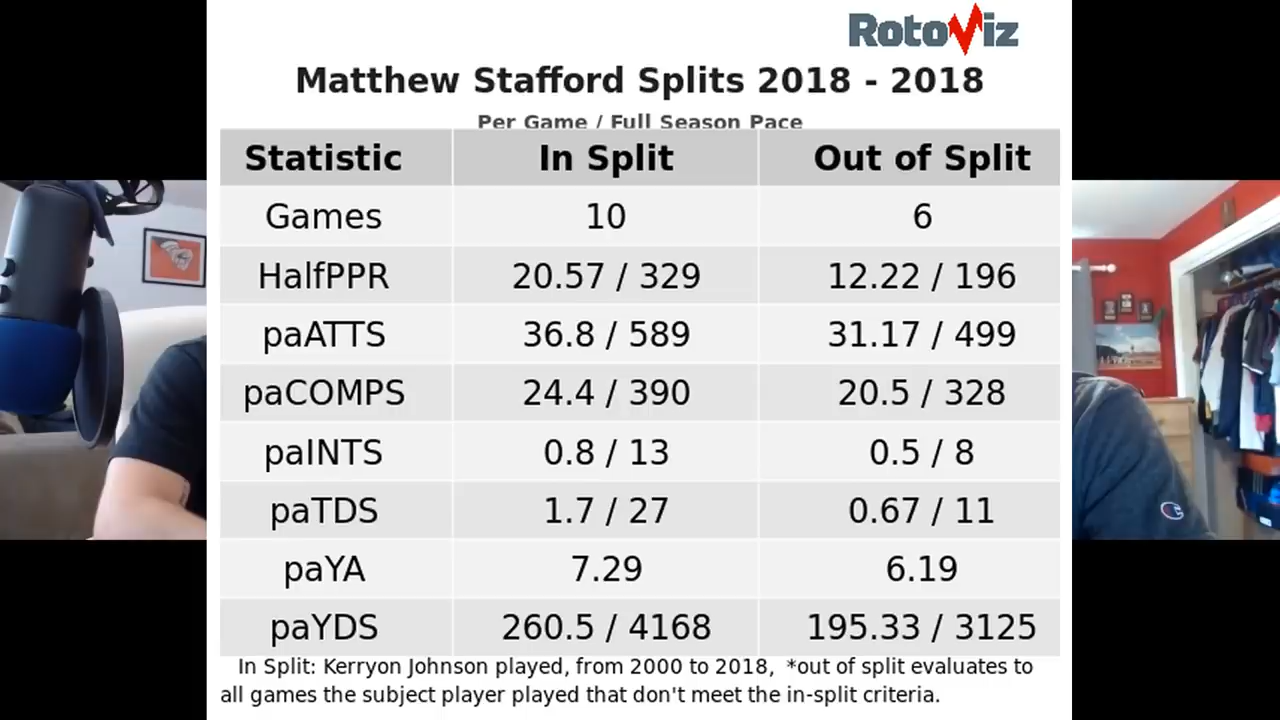 RotoViz
Matthew Stafford Splits 2018 - 2018
Per Game / Full Season Pace
Statistic In Split Out of Split
Games 10 6
HalfPPR 20.57 / 329 12.22 / 196
paATTS 36.8 / 589 31.17 / 499
paCOMPS 24.4 / 390 20.5 / 328
paINTS 0.8 / 13 0.5 / 8
paTDS 1.7 / 27 0.67 / 11
paYA 7.29 6.19
paYDS 260.5 / 4168 195.33 / 3125
In Split: Kerryon Johnson played, from 2000 to 2018, *out of split evaluates to
all games the subject player played that don't meet the in-split criteria.